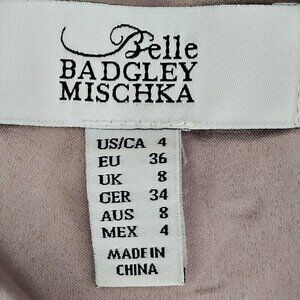 Belle
BADGLEY
MISCHKA
US/CA 4
EU 36
UK 8
GER 34
AUS 8
MEX 4
MADE IN
CHINA